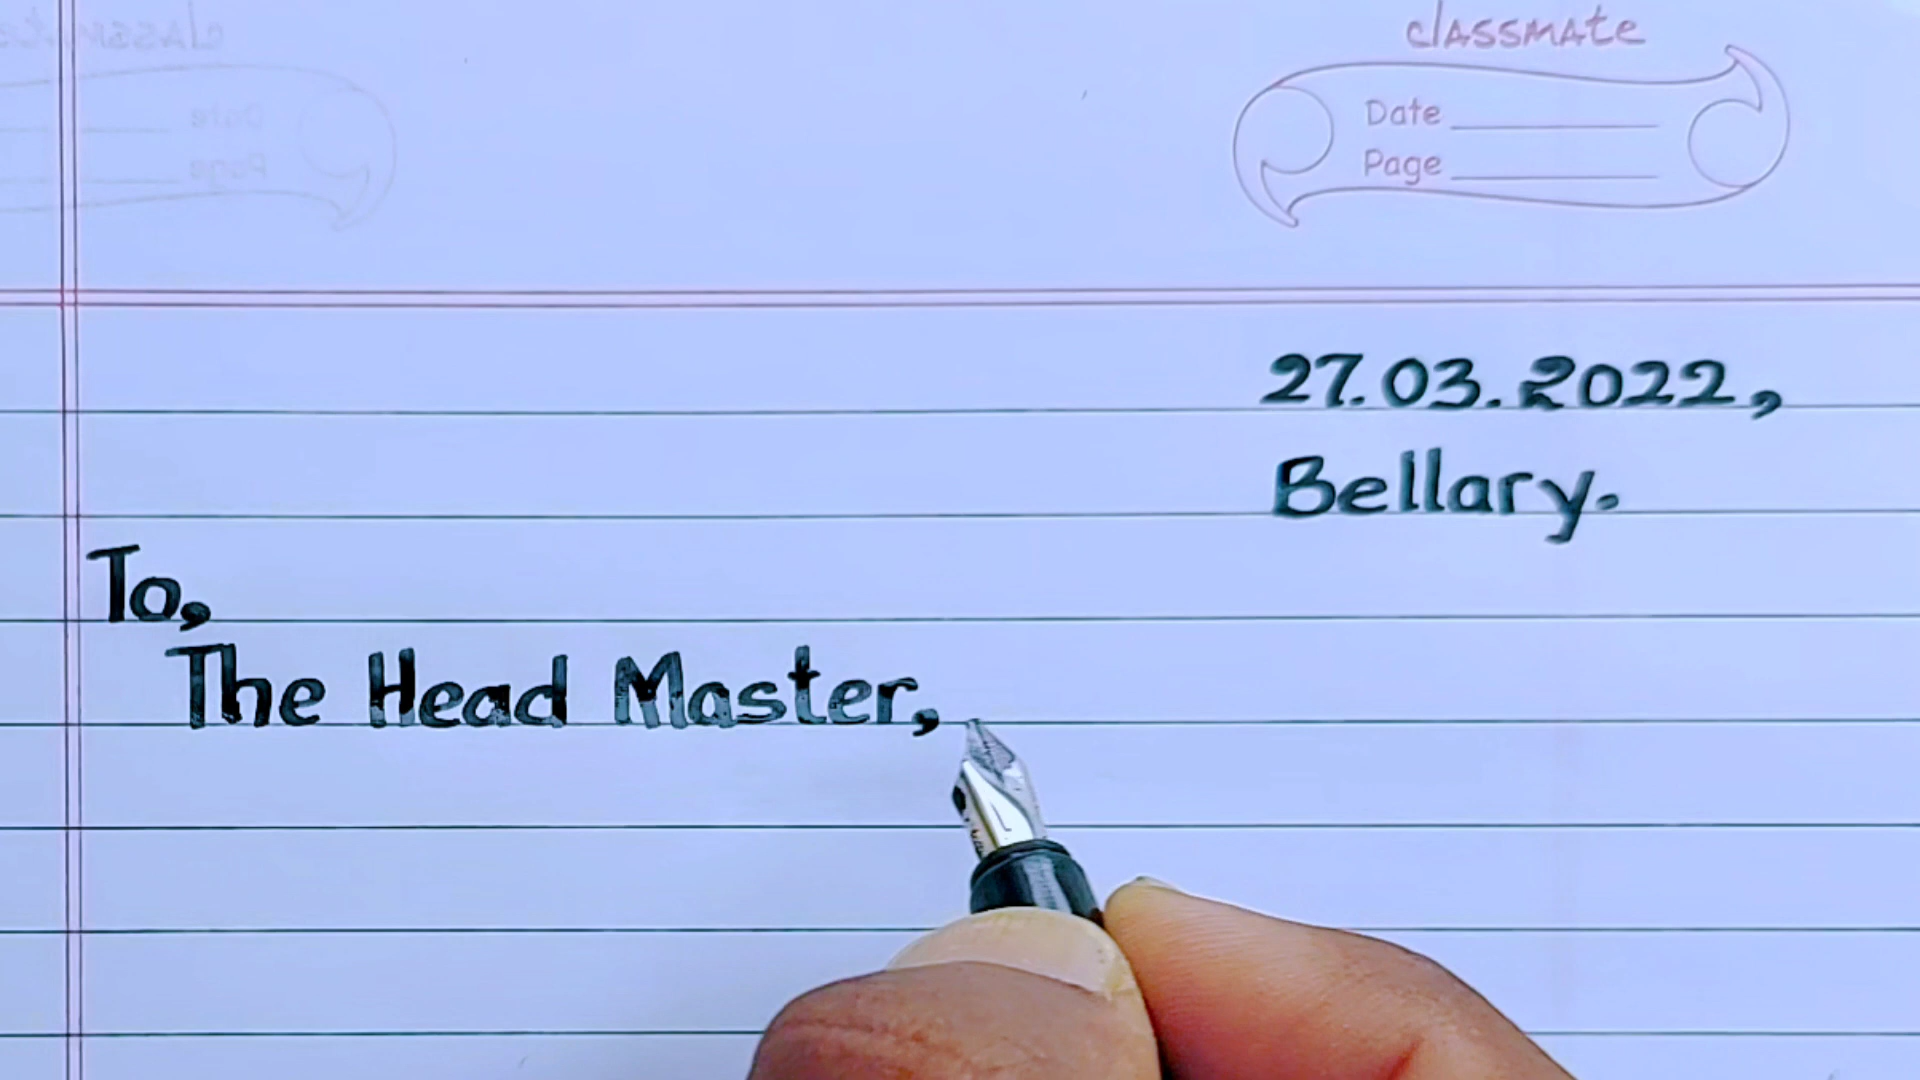 classmate
Date
Page
27.03.2022,
Bellary.
To,
The Head Master,